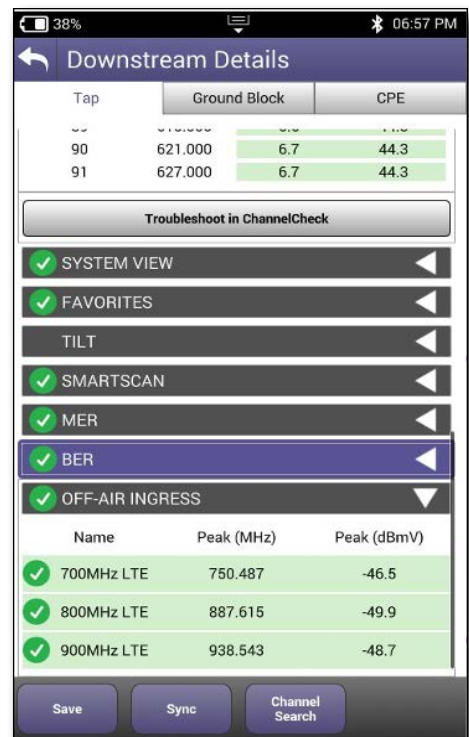 38%
06:57 PM
Downstream Details
Tap Ground Block CPE
90 621.000 6.7 44.3
91 627.000 6.7 44.3
Troubleshoot in ChannelCheck
SYSTEM VIEW
FAVORITES
TILT
SMARTSCAN
MER
BER
OFF-AIR INGRESS
Name Peak (MHz) Peak (dBmV)
700MHz LTE 750.487 -46.5
800MHz LTE 887.615 -49.9
900MHz LTE 938.543 -48.7
Save Sync Channel
Search